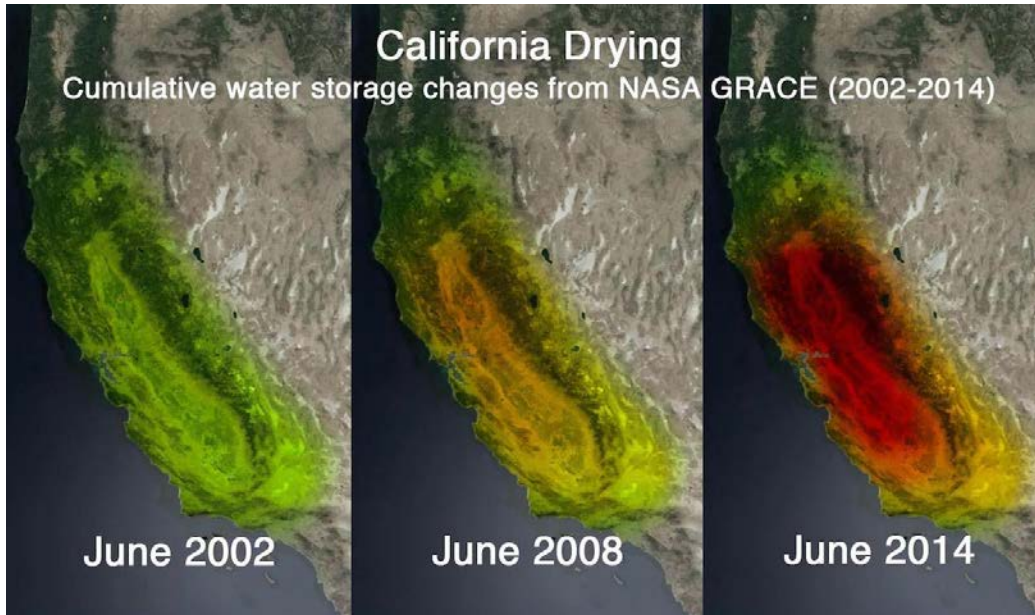 California Drying
Cumulative water storage changes from NASA GRACE (2002-2014)
June 2002
June 2008
June 2014